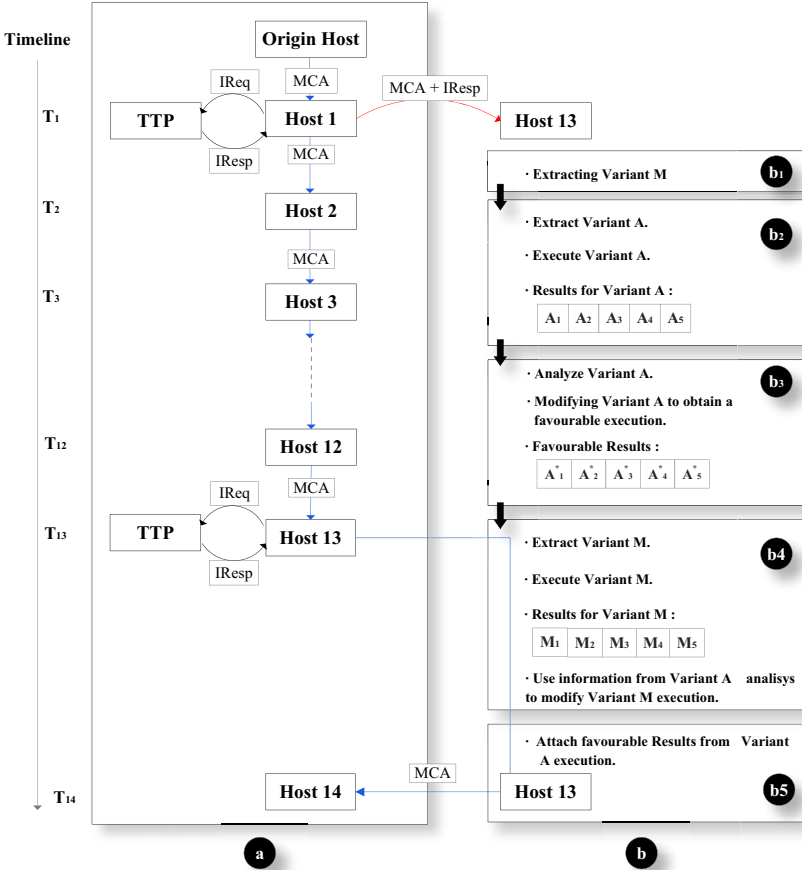 Timeline
Origin Host
IReq
MCA
MCA + IResp
T1
TTP
Host 1
Host 13
IResp
MCA
· Extracting Variant M
b1
T2
Host 2
· Extract Variant A.
b2
MCA
· Execute Variant A.
T3
Host 3
· Results for Variant A :
A1 A2 A3 A4 A5
· Analyze Variant A.
b3
· Modifying Variant A to obtain a
favourable execution.
T12
Host 12
· Favourable Results :
A*1 A*2 A*3 A*4 A*5
IReq
MCA
T13
TTP
Host 13
· Extract Variant M.
b4
IResp
· Execute Variant M.
· Results for Variant M :
M1 M2 M3 M4 M5
· Use information from Variant A analisys
to modify Variant M execution.
· Attach favourable Results from Variant
A execution.
MCA
T14
Host 14
Host 13
b5
a
b